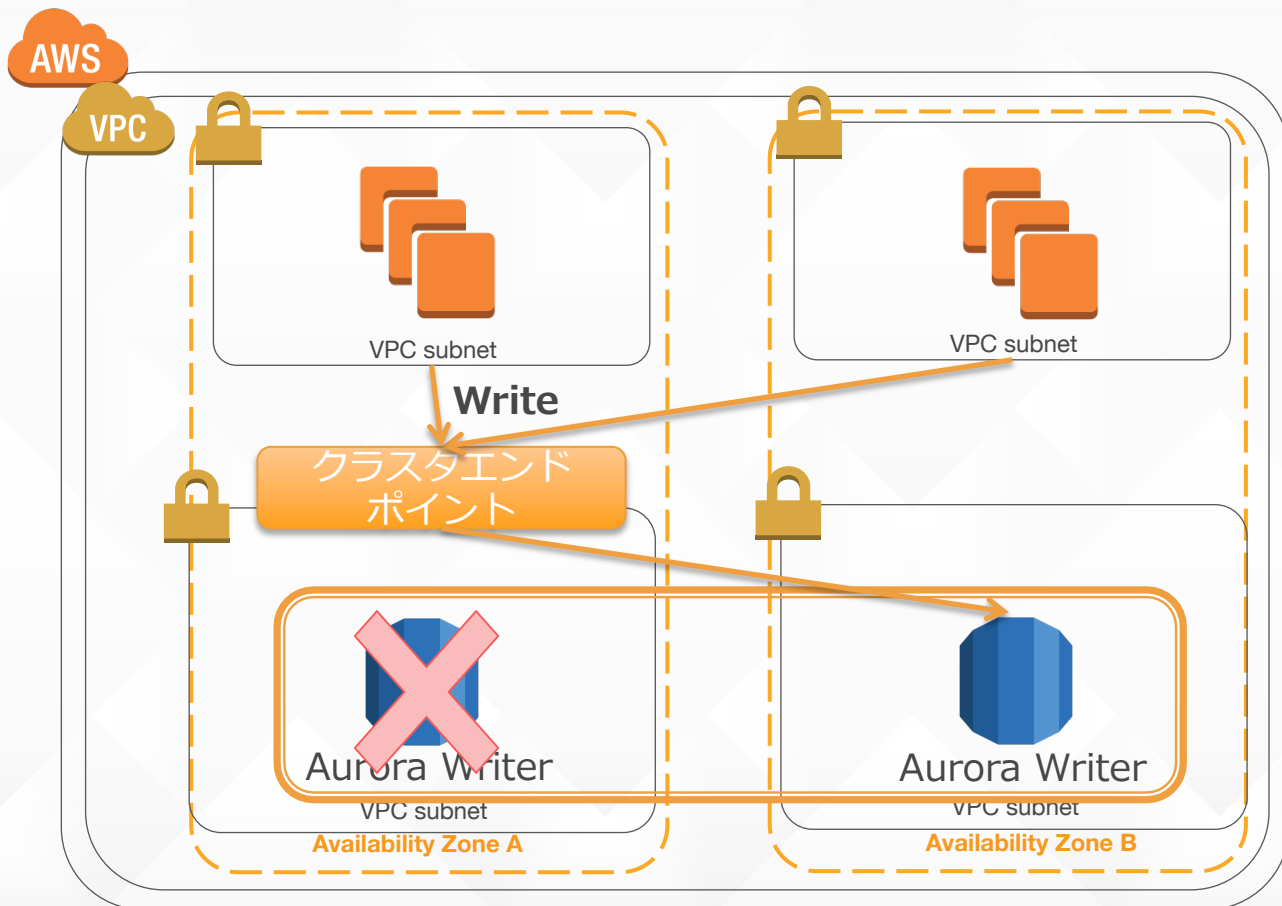 AWS
VPC
VPC subnet
VPC subnet
Write
クラスタエンド
ポイント
Aurora Writer
Aurora Writer
VPC subnet
VPC subnet
Availability Zone A
Availability Zone B